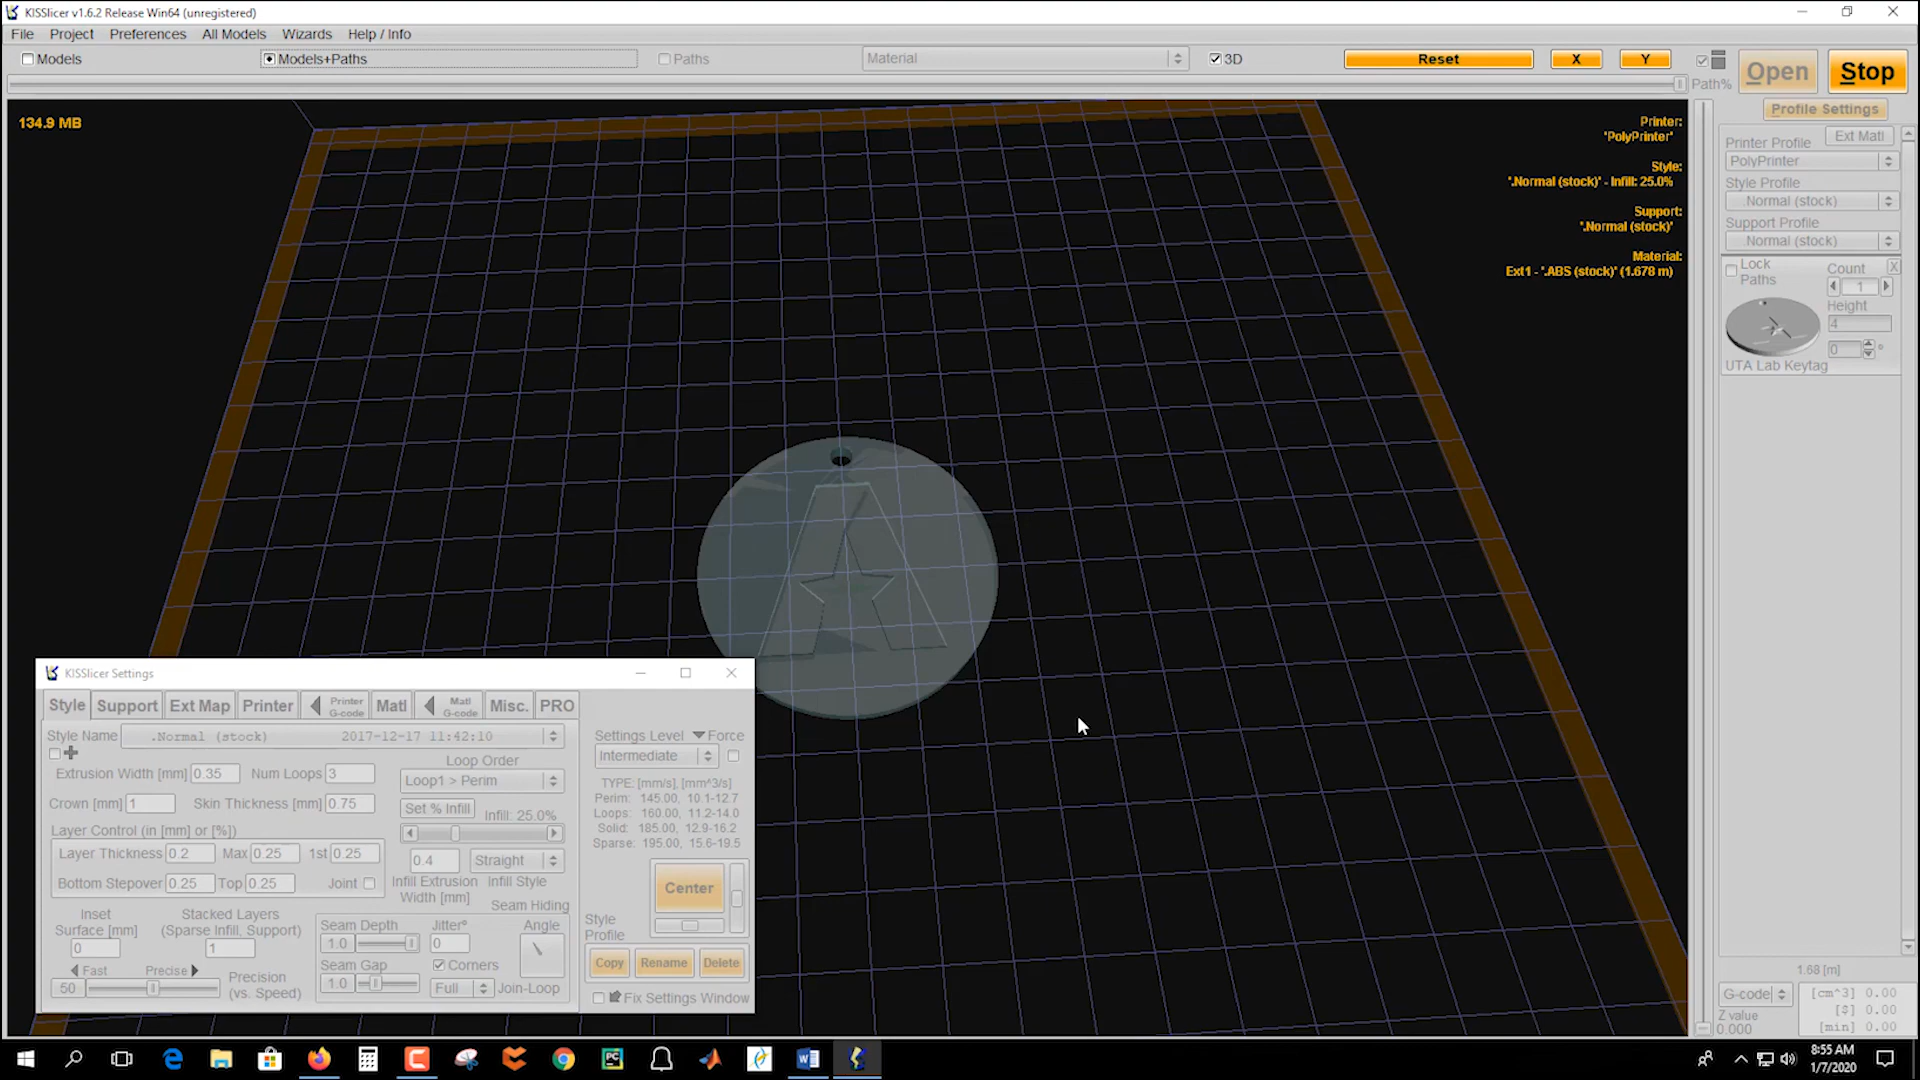 KISSlicer v1.6.2 Release Win64 (unregistered)
File Project Preferences All Models Wizards Help / Info
Models Models+Paths Paths Material 3D Reset X Y Open Stop
Path%
134.9 MB
Printer:
'PolyPrinter'
Style:
'.Normal (stock)' - Infill: 25.0%
Support:
'.Normal (stock)'
Material:
Ext1 - '.ABS (stock)' (1.678 m)
Profile Settings
Printer Profile Ext Matl
PolyPrinter
Style Profile
Normal (stock)
Support Profile
Normal (stock)
Lock Paths
Count X
1
Height
4
0 °
UTA Lab Keytag
KISSlicer Settings
Style Support Ext Map Printer Printer G-code Matl Matl G-code Misc. PRO
Style Name .Normal (stock) 2017-12-17 11:42:10
Extrusion Width [mm] 0.35 Num Loops 3
Crown [mm] 1 Skin Thickness [mm] 0.75
Layer Control (in [mm] or [%])
Layer Thickness 0.2 Max 0.25 1st 0.25
Bottom Stepover 0.25 Top 0.25 Joint
Inset Surface [mm]
0
Stacked Layers
(Sparse Infill, Support)
1
Fast Precise
50
Precision
(vs. Speed)
Loop Order
Loop1 > Perim
Set % Infill Infill: 25.0%
0.4 Straight
Infill Extrusion Width [mm]
Infill Style
Seam Hiding
Seam Depth Jitter° Angle
1.0 0
Seam Gap Corners
1.0 Full Join-Loop
Settings Level Force
Intermediate
TYPE: [mm/s], [mm^3/s]
Perim: 145.00, 10.1-12.7
Loops: 160.00, 11.2-14.0
Solid: 185.00, 12.9-16.2
Sparse: 195.00, 15.6-19.5
Center
Style Profile
Copy Rename Delete
Fix Settings Window
1.68 [m]
G-code
Z value
0.000
[cm^3] 0.00
[$] 0.00
[min] 0.00
8:55 AM
1/7/2020